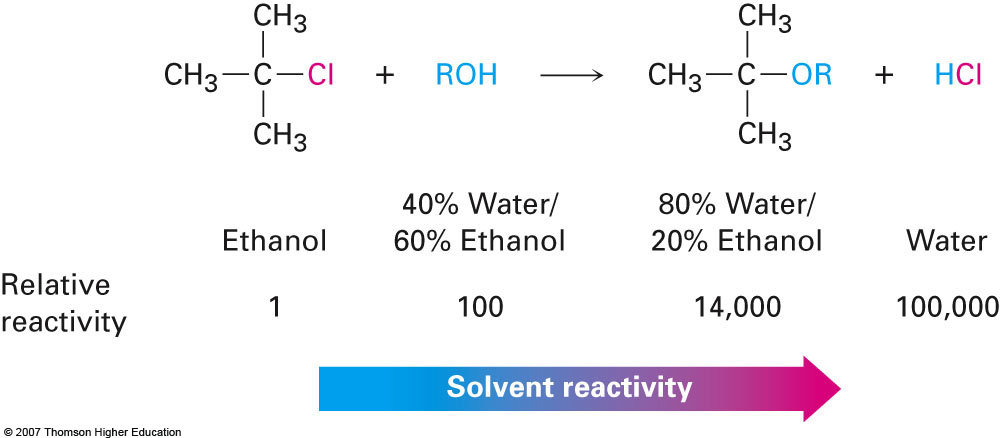 CH₃
CH₃—C—Cl + ROH ⟶ CH₃—C—OR + HCl
CH₃
CH₃
CH₃
40% Water/
80% Water/
Ethanol
60% Ethanol
20% Ethanol
Water
Relative
reactivity
1
100
14,000
100,000
Solvent reactivity
© 2007 Thomson Higher Education